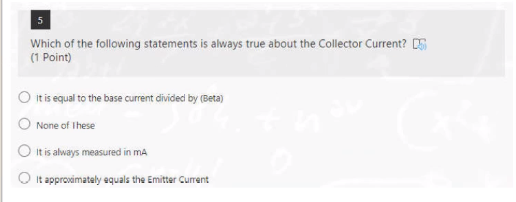 5
Which of the following statements is always true about the Collector Current?
(1 Point)
It is equal to the base current divided by (Beta)
None of These
It is always measured in mA
It approximately equals the Emitter Current